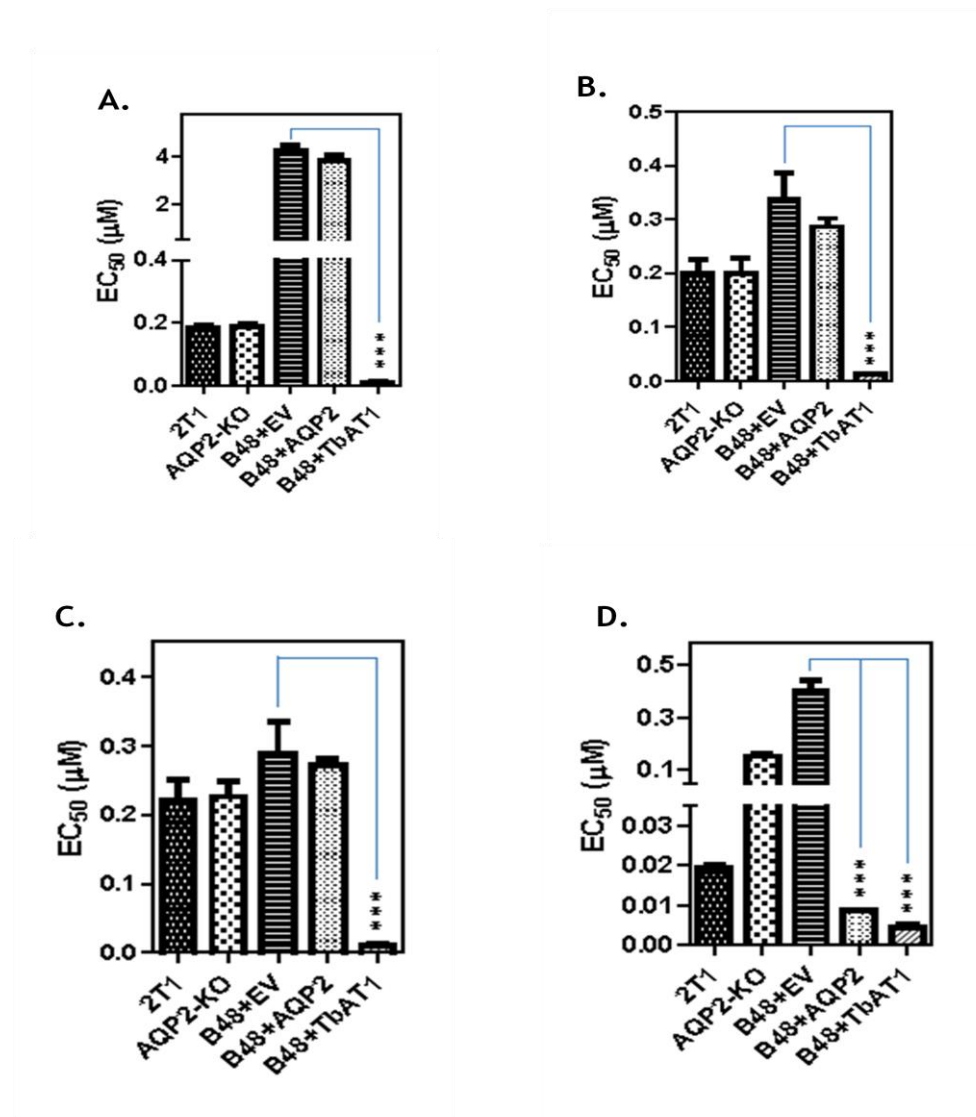 A.
EC50 (µM)
4
2
0.4
0.2
0.0
***
2T1
AQP2-KO
B48+EV
B48+AQP2
B48+TbAT1
B.
EC50 (µM)
0.5
0.4
0.3
0.2
0.1
0.0
***
2T1
AQP2-KO
B48+EV
B48+AQP2
B48+TbAT1
C.
EC50 (µM)
0.4
0.3
0.2
0.1
0.0
***
2T1
AQP2-KO
B48+EV
B48+AQP2
B48+TbAT1
D.
EC50 (µM)
0.5
0.3
0.1
0.03
0.02
0.01
0.00
***
***
2T1
AQP2-KO
B48+EV
B48+AQP2
B48+TbAT1